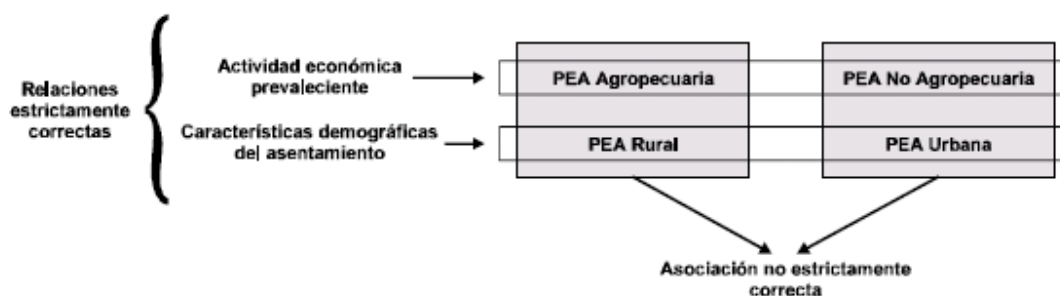 Relaciones
estrictamente
correctas
Actividad económica
prevaleciente
Características demográficas
del asentamiento
PEA Agropecuaria
PEA No Agropecuaria
PEA Rural
PEA Urbana
Asociación no estrictamente
correcta